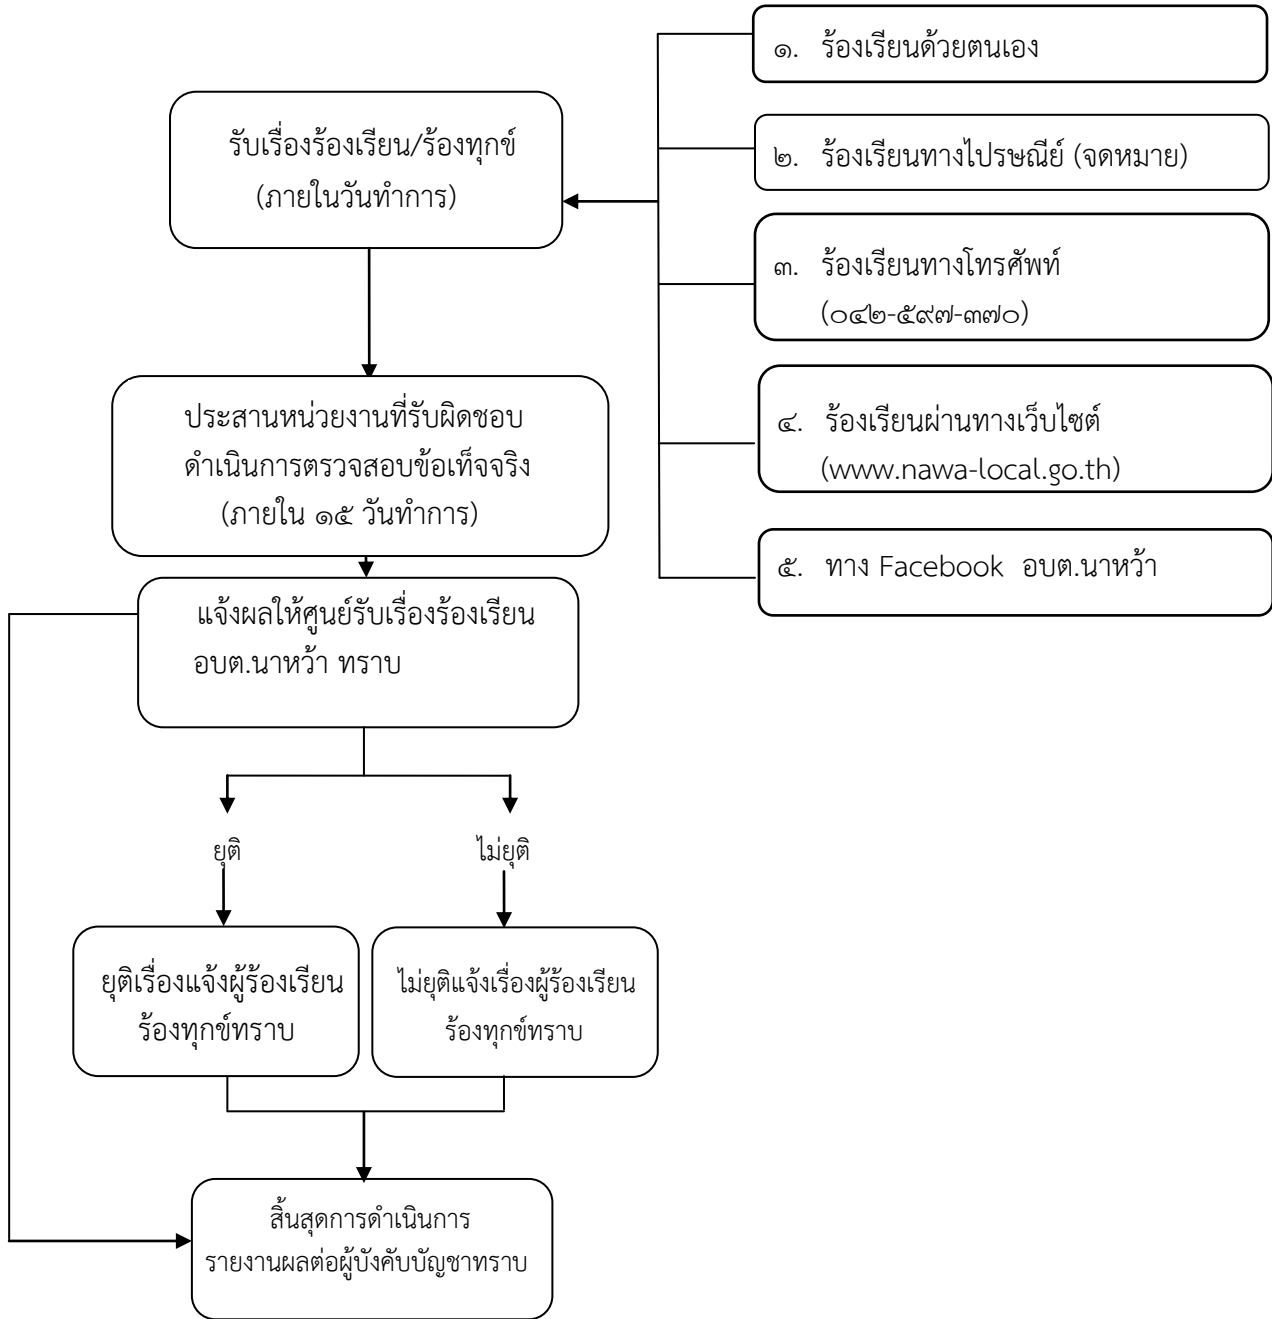 ๑. ร้องเรียนด้วยตนเอง
รับเรื่องร้องเรียน/ร้องทุกข์
(ภายในวันทำการ)
๒. ร้องเรียนทางไปรษณีย์ (จดหมาย)
๓. ร้องเรียนทางโทรศัพท์
(๐๔๒-๕๙๗-๓๗๐)
๔. ร้องเรียนผ่านทางเว็บไซต์
(www.nawa-local.go.th)
๕. ทาง Facebook อบต.นาหว้า
ประสานหน่วยงานที่รับผิดชอบ
ดำเนินการตรวจสอบข้อเท็จจริง
(ภายใน ๑๕ วันทำการ)
แจ้งผลให้ศูนย์รับเรื่องร้องเรียน
อบต.นาหว้า ทราบ
ยุติ
ไม่ยุติ
ยุติเรื่องแจ้งผู้ร้องเรียน
ร้องทุกข์ทราบ
ไม่ยุติแจ้งเรื่องผู้ร้องเรียน
ร้องทุกข์ทราบ
สิ้นสุดการดำเนินการ
รายงานผลต่อผู้บังคับบัญชาทราบ